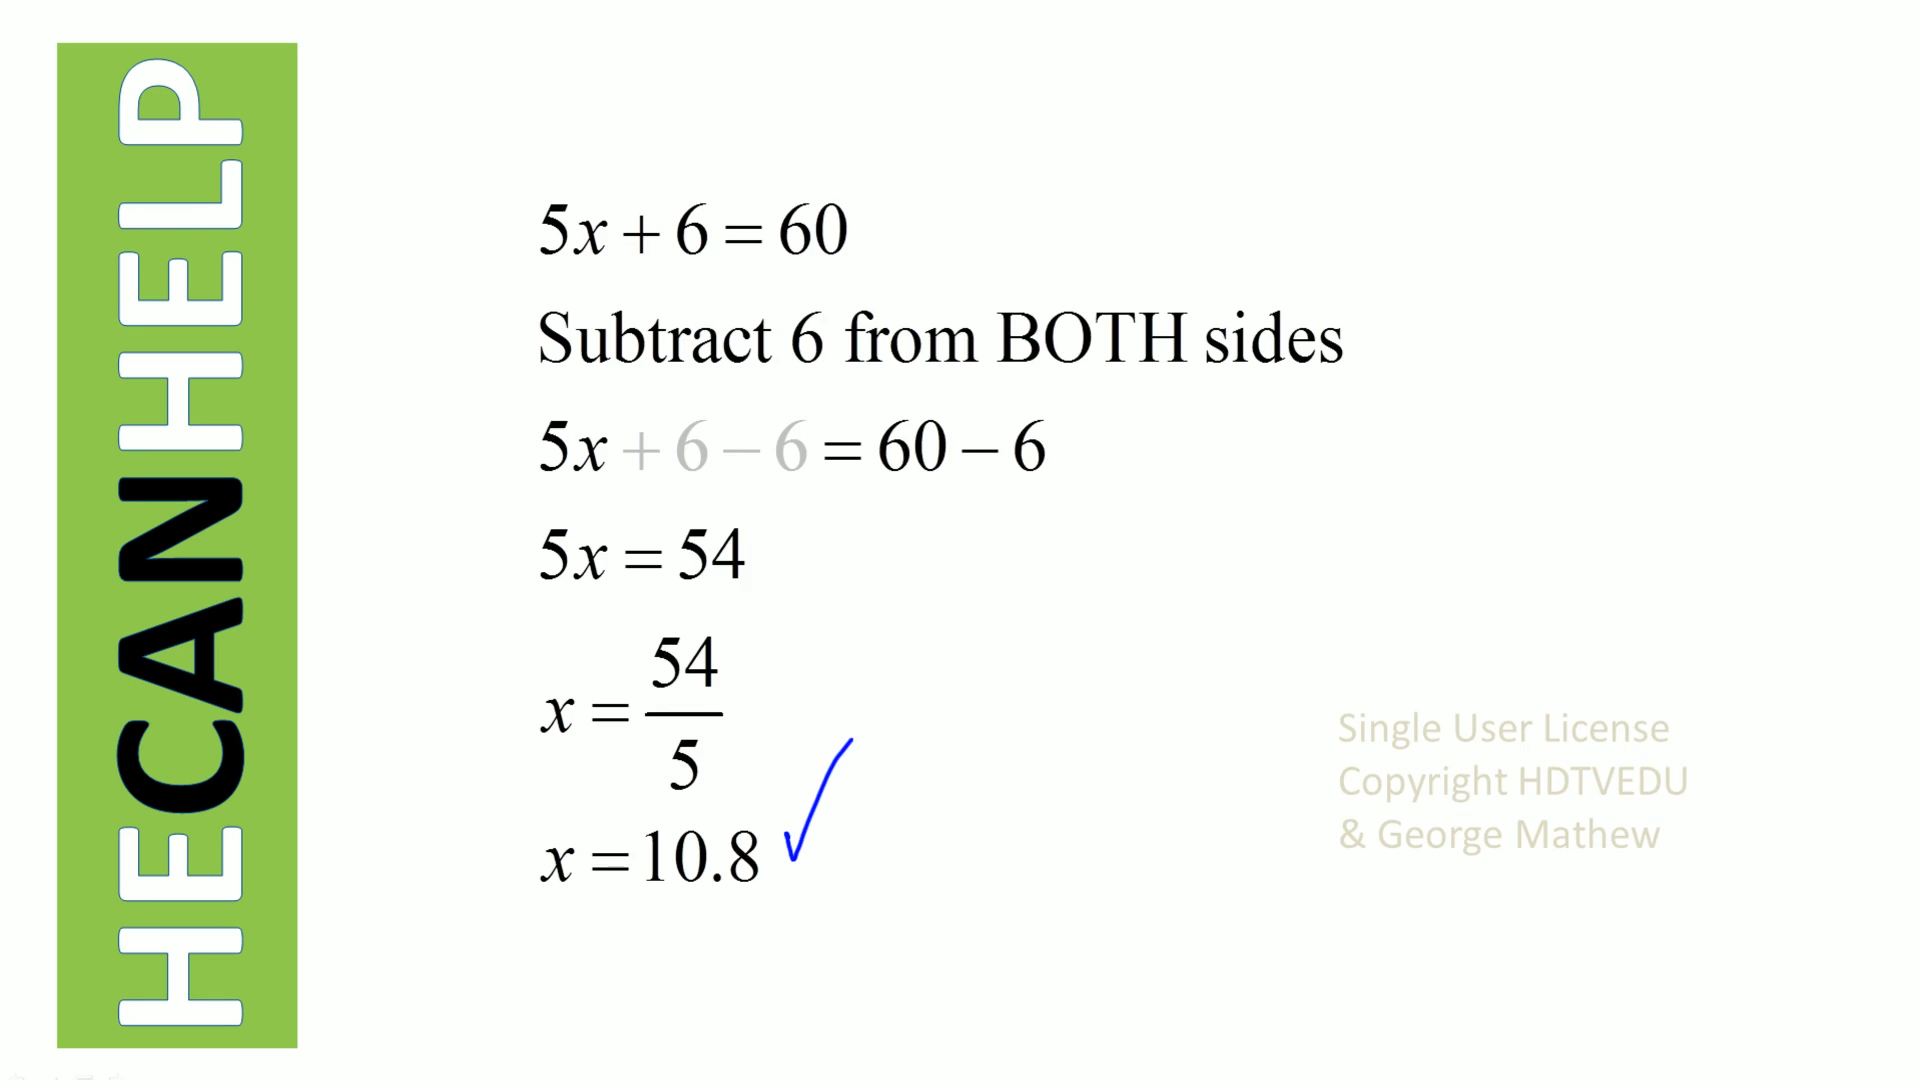 HECANHELP
5x + 6 = 60
Subtract 6 from BOTH sides
5x + 6 − 6 = 60 − 6
5x = 54
x = 54/5
x = 10.8
Single User License
Copyright HDTVEDU
& George Mathew